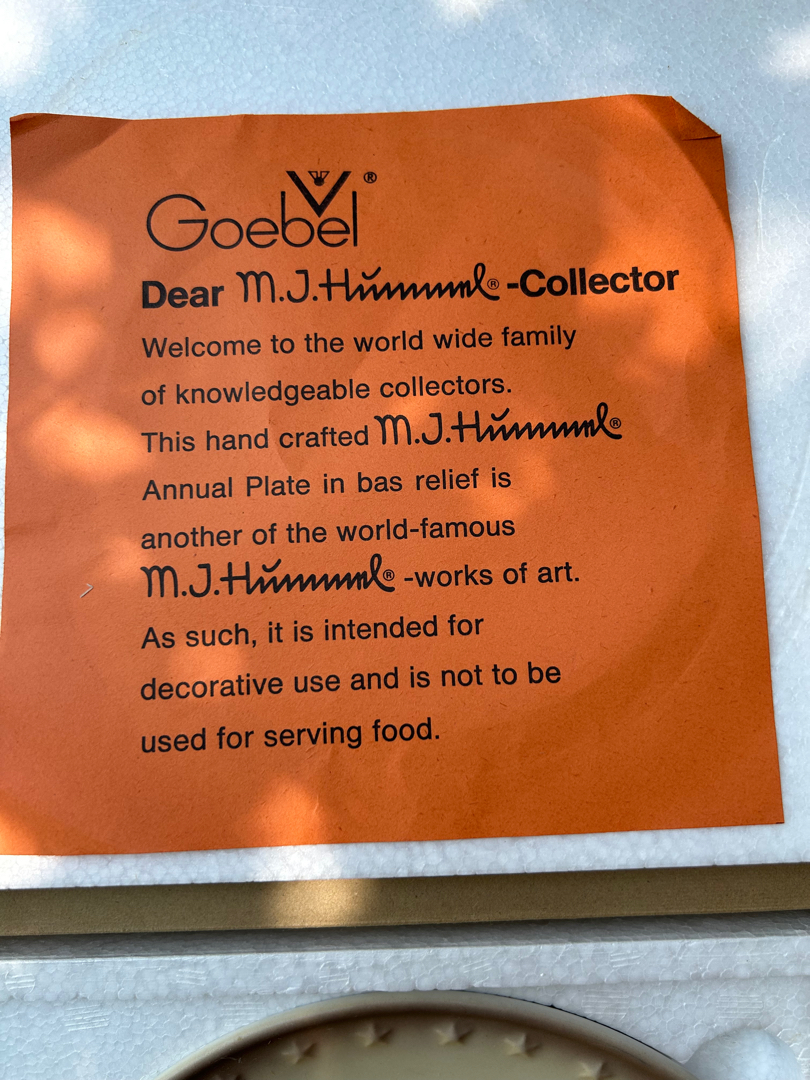 Goebel®
Dear M.J.Hummel® -Collector
Welcome to the world wide family
of knowledgeable collectors.
This hand crafted M.J.Hummel®
Annual Plate in bas relief is
another of the world-famous
M.J.Hummel® -works of art.
As such, it is intended for
decorative use and is not to be
used for serving food.